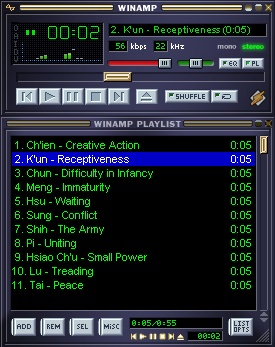 WINAMP
O
A
I
D
V
2. K'un - Receptiveness (0:05)
56 kbps 22 kHz mono stereo
EQ PL
SHUFFLE
WINAMP PLAYLIST
1. Ch'ien - Creative Action 0:05
2. K'un - Receptiveness 0:05
3. Chun - Difficulty in Infancy 0:05
4. Meng - Immaturity 0:05
5. Hsu - Waiting 0:05
6. Sung - Conflict 0:05
7. Shih - The Army 0:05
8. Pi - Uniting 0:05
9. Hsiao Ch'u - Small Power 0:05
10. Lu - Treading 0:05
11. Tai - Peace 0:05
ADD REM SEL MISC 0:05/0:55 LIST OPTS
00:02